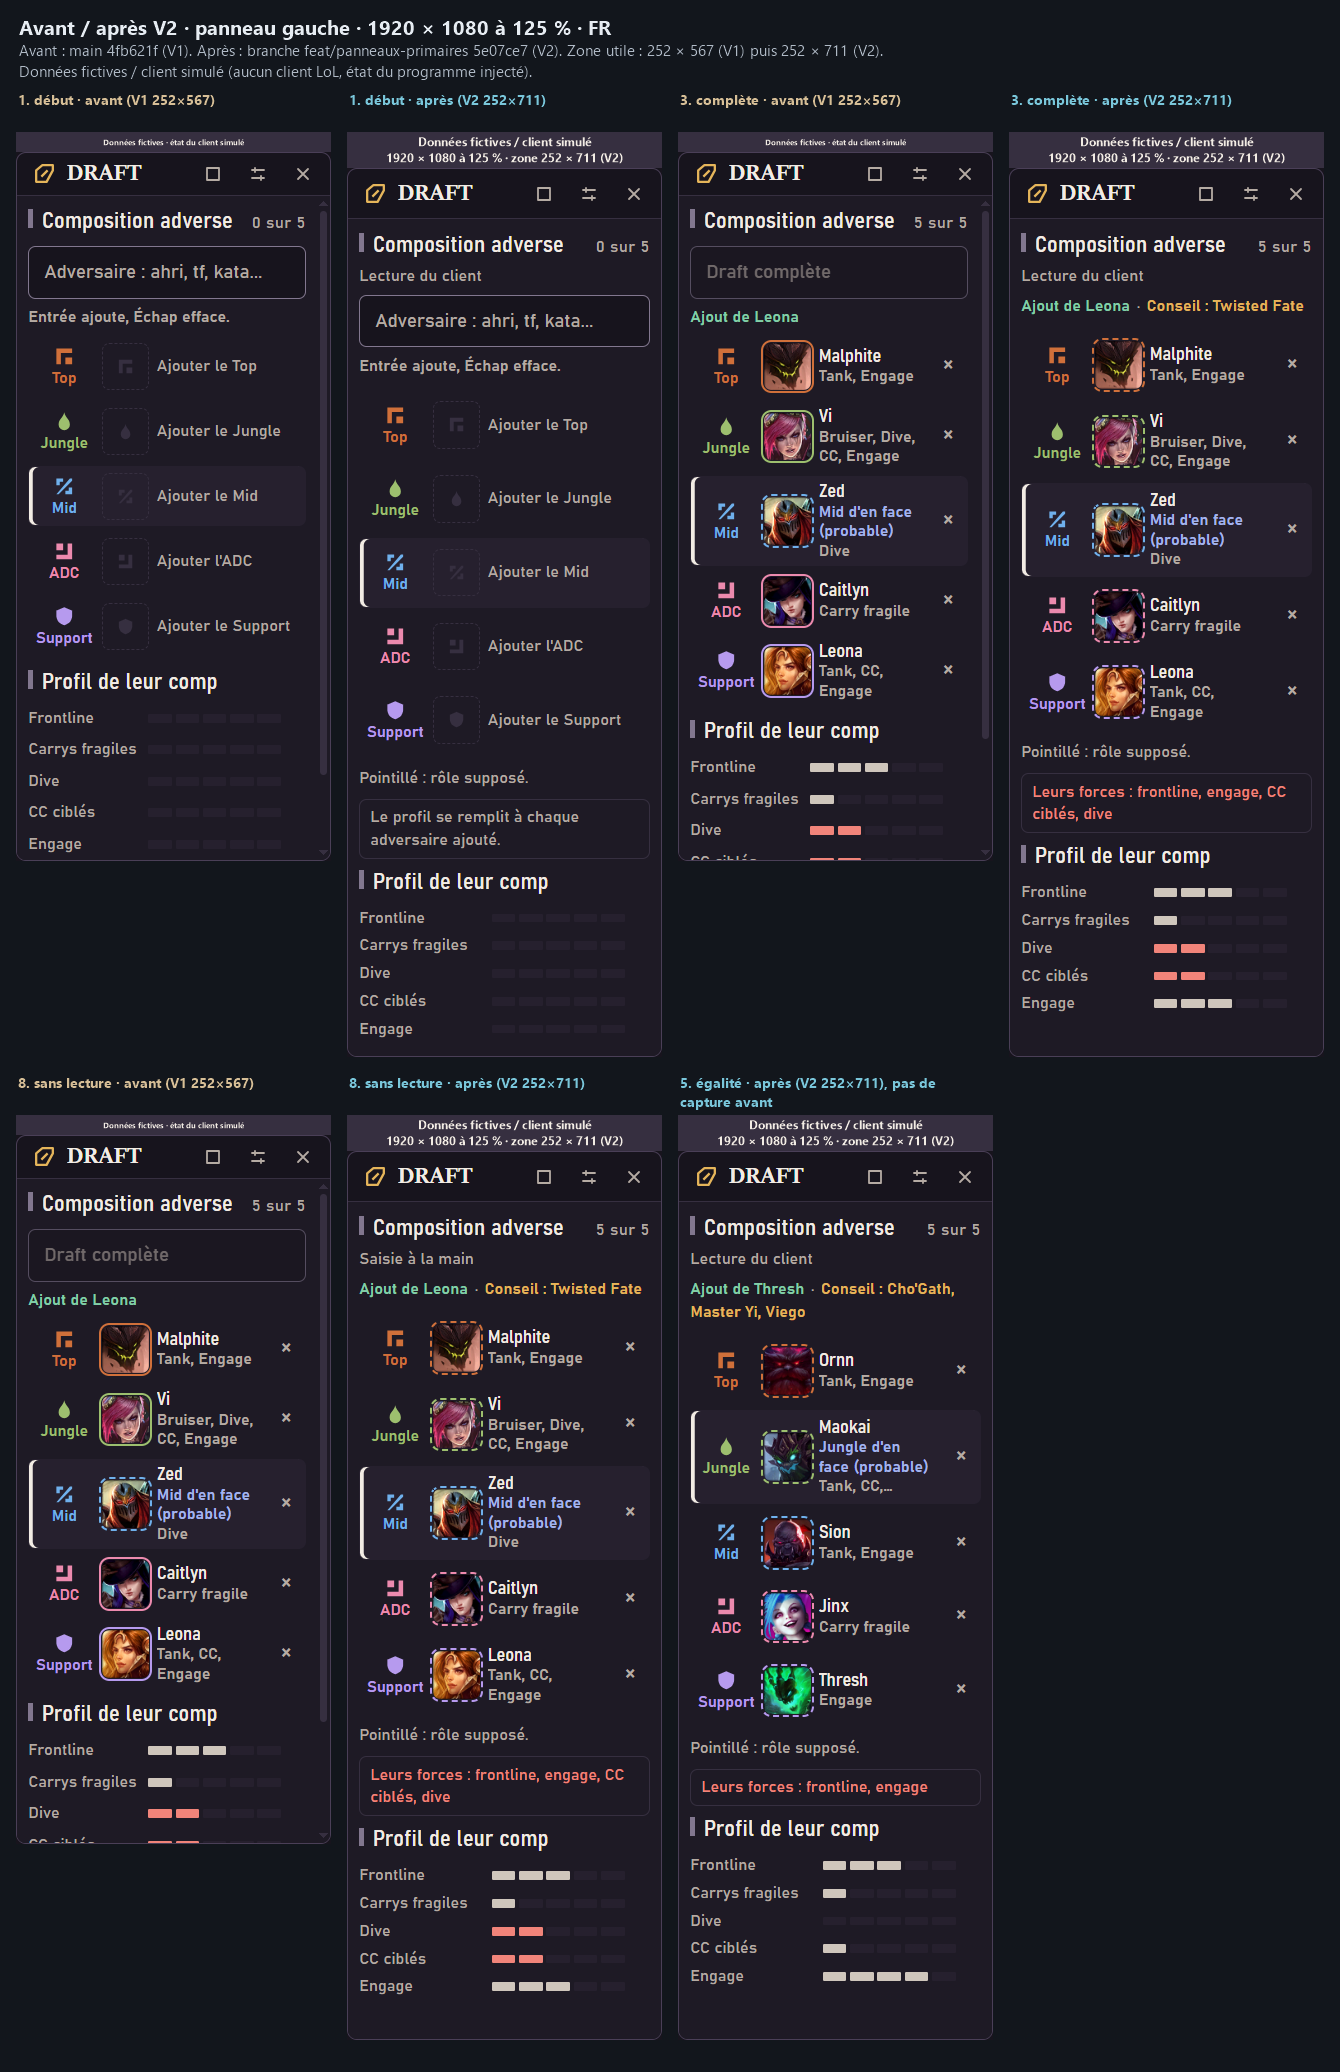 Avant / après V2 · panneau gauche · 1920 × 1080 à 125 % · FR
Avant : main 4fb621f (V1). Après : branche feat/panneaux-primaires 5e07ce7 (V2). Zone utile : 252 × 567 (V1) puis 252 × 711 (V2).
Données fictives / client simulé (aucun client LoL, état du programme injecté).
1. début · avant (V1 252×567)
Données fictives · état du client simulé
DRAFT
Composition adverse 0 sur 5
Adversaire : ahri, tf, kata...
Entrée ajoute, Échap efface.
Top Ajouter le Top
Jungle Ajouter le Jungle
Mid Ajouter le Mid
ADC Ajouter l'ADC
Support Ajouter le Support
Profil de leur comp
Frontline
Carrys fragiles
Dive
CC ciblés
Engage
1. début · après (V2 252×711)
Données fictives / client simulé
1920 × 1080 à 125 % · zone 252 × 711 (V2)
DRAFT
Composition adverse 0 sur 5
Lecture du client
Adversaire : ahri, tf, kata...
Entrée ajoute, Échap efface.
Top Ajouter le Top
Jungle Ajouter le Jungle
Mid Ajouter le Mid
ADC Ajouter l'ADC
Support Ajouter le Support
Pointillé : rôle supposé.
Le profil se remplit à chaque
adversaire ajouté.
Profil de leur comp
Frontline
Carrys fragiles
Dive
CC ciblés
Engage
3. complète · avant (V1 252×567)
Données fictives · état du client simulé
DRAFT
Composition adverse 5 sur 5
Draft complète
Ajout de Leona
Top
Malphite
Tank, Engage
×
Jungle
Vi
Bruiser, Dive,
CC, Engage
×
Mid
Zed
Mid d'en face
(probable)
Dive
×
ADC
Caitlyn
Carry fragile
×
Support
Leona
Tank, CC,
Engage
×
Profil de leur comp
Frontline
Carrys fragiles
Dive
CC ciblés
3. complète · après (V2 252×711)
Données fictives / client simulé
1920 × 1080 à 125 % · zone 252 × 711 (V2)
DRAFT
Composition adverse 5 sur 5
Lecture du client
Ajout de Leona · Conseil : Twisted Fate
Top
Malphite
Tank, Engage
×
Jungle
Vi
Bruiser, Dive,
CC, Engage
×
Mid
Zed
Mid d'en face
(probable)
Dive
×
ADC
Caitlyn
Carry fragile
×
Support
Leona
Tank, CC,
Engage
×
Pointillé : rôle supposé.
Leurs forces : frontline, engage, CC
ciblés, dive
Profil de leur comp
Frontline
Carrys fragiles
Dive
CC ciblés
Engage
8. sans lecture · avant (V1 252×567)
Données fictives · état du client simulé
DRAFT
Composition adverse 5 sur 5
Draft complète
Ajout de Leona
Top
Malphite
Tank, Engage
×
Jungle
Vi
Bruiser, Dive,
CC, Engage
×
Mid
Zed
Mid d'en face
(probable)
Dive
×
ADC
Caitlyn
Carry fragile
×
Support
Leona
Tank, CC,
Engage
×
Profil de leur comp
Frontline
Carrys fragiles
Dive
CC ciblés
8. sans lecture · après (V2 252×711)
Données fictives / client simulé
1920 × 1080 à 125 % · zone 252 × 711 (V2)
DRAFT
Composition adverse 5 sur 5
Saisie à la main
Ajout de Leona · Conseil : Twisted Fate
Top
Malphite
Tank, Engage
×
Jungle
Vi
Bruiser, Dive,
CC, Engage
×
Mid
Zed
Mid d'en face
(probable)
Dive
×
ADC
Caitlyn
Carry fragile
×
Support
Leona
Tank, CC,
Engage
×
Pointillé : rôle supposé.
Leurs forces : frontline, engage, CC
ciblés, dive
Profil de leur comp
Frontline
Carrys fragiles
Dive
CC ciblés
Engage
5. égalité · après (V2 252×711), pas de
capture avant
Données fictives / client simulé
1920 × 1080 à 125 % · zone 252 × 711 (V2)
DRAFT
Composition adverse 5 sur 5
Lecture du client
Ajout de Thresh · Conseil : Cho'Gath,
Master Yi, Viego
Top
Ornn
Tank, Engage
×
Jungle
Maokai
Jungle d'en
face (probable)
Tank, CC,...
×
Mid
Sion
Tank, Engage
×
ADC
Jinx
Carry fragile
×
Support
Thresh
Engage
×
Pointillé : rôle supposé.
Leurs forces : frontline, engage
Profil de leur comp
Frontline
Carrys fragiles
Dive
CC ciblés
Engage